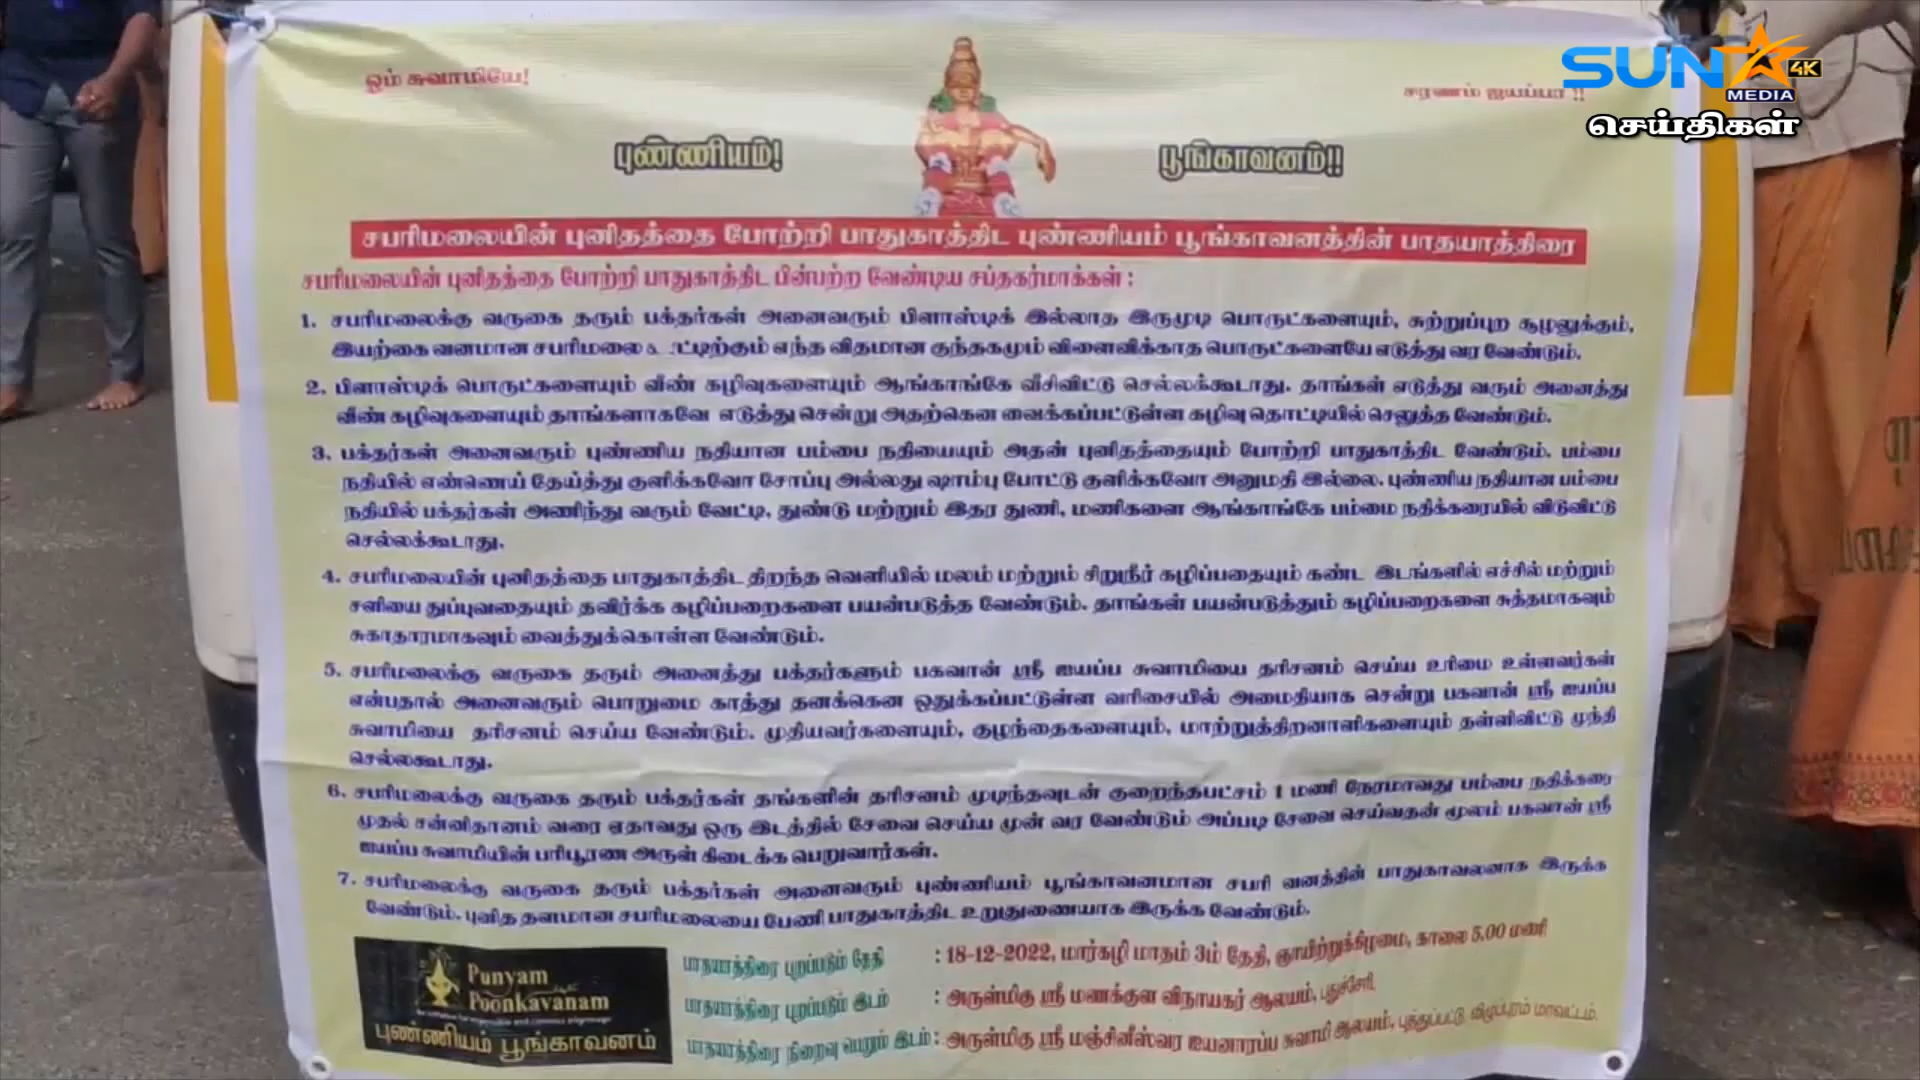 ஓம் சுவாமியே!
சரணம் ஐயப்பா !!
SUN
4K
MEDIA
செய்திகள்
புண்ணியம்!
பூங்காவனம்!!
சபரிமலையின் புனிதத்தை போற்றி பாதுகாத்திட புண்ணியம் பூங்காவனத்தின் பாதயாத்திரை
சபரிமலையின் புனிதத்தை போற்றி பாதுகாத்திட பின்பற்ற வேண்டிய சப்தகர்மாக்கள் :
1. சபரிமலைக்கு வருகை தரும் பக்தர்கள் அனைவரும் பிளாஸ்டிக் இல்லாத இருமுடி பொருட்களையும், சுற்றுப்புற சூழலுக்கும்,
இயற்கை வனமான சபரிமலை எந்த விதமான குந்தகமும் விளைவிக்காத பொருட்களையே எடுத்து வர வேண்டும்.
2. பிளாஸ்டிக் பொருட்களையும் வீண் கழிவுகளையும் ஆங்காங்கே வீசிவிட்டு செல்லக்கூடாது. தாங்கள் எடுத்து வரும் அனைத்து
வீண் கழிவுகளையும் தாங்களாகவே எடுத்து சென்று அதற்கென வைக்கப்பட்டுள்ள கழிவு தொட்டியில் செலுத்த வேண்டும்.
3. பக்தர்கள் அனைவரும் புண்ணிய நதியான பம்பை நதியையும் அதன் புனிதத்தையும் போற்றி பாதுகாத்திட வேண்டும். பம்பை
நதியில் எண்ணெய் தேய்த்து குளிக்கவோ சோப்பு அல்லது ஷாம்பு போட்டு குளிக்கவோ அனுமதி இல்லை. புண்ணிய நதியான பம்பை
நதியில் பக்தர்கள் அணிந்து வரும் வேட்டி, துண்டு மற்றும் இதர துணி, மணிகளை ஆங்காங்கே பம்மை நதிக்கரையில் விடுவிட்டு
செல்லக்கூடாது.
4. சபரிமலையின் புனிதத்தை பாதுகாத்திட திறந்த வெளியில் மலம் மற்றும் சிறுநீர் கழிப்பதையும் கண்ட இடங்களில் எச்சில் மற்றும்
சளியை துப்புவதையும் தவிர்க்க கழிப்பறைகளை பயன்படுத்த வேண்டும். தாங்கள் பயன்படுத்தும் கழிப்பறைகளை சுத்தமாகவும்
சுகாதாரமாகவும் வைத்துக்கொள்ள வேண்டும்.
5. சபரிமலைக்கு வருகை தரும் அனைத்து பக்தர்களும் பகவான் ஸ்ரீ ஐயப்ப சுவாமியை தரிசனம் செய்ய உரிமை உள்ளவர்கள்
என்பதால் அனைவரும் பொறுமை காத்து தனக்கென ஒதுக்கப்பட்டுள்ள வரிசையில் அமைதியாக சென்று பகவான் ஸ்ரீ ஐயப்ப
சுவாமியை தரிசனம் செய்ய வேண்டும். முதியவர்களையும், குழந்தைகளையும், மாற்றுத்திறனாளிகளையும் தள்ளிவிட்டு முந்தி
செல்லகூடாது.
6. சபரிமலைக்கு வருகை தரும் பக்தர்கள் தங்களின் தரிசனம் முடிந்தவுடன் குறைந்தபட்சம் 1 மணி நேரமாவது பம்பை நதிக்கரை
முதல் சன்னிதானம் வரை ஏதாவது ஒரு இடத்தில் சேவை செய்ய முன் வர வேண்டும் அப்படி சேவை செய்வதன் மூலம் பகவான் ஸ்ரீ
ஐயப்ப சுவாமியின் பரிபூரண அருள் கிடைக்க பெறுவார்கள்.
7. சபரிமலைக்கு வருகை தரும் பக்தர்கள் அனைவரும் புண்ணியம் பூங்காவனமான சபரி வனத்தின் பாதுகாவலனாக இருக்க
வேண்டும். புனித தளமான சபரிமலையை பேணி பாதுகாத்திட உறுதுணையாக இருக்க வேண்டும்.
பாதயாத்திரை புறப்படும் தேதி : 18-12-2022, மார்கழி மாதம் 3ம் தேதி, ஞாயிற்றுக்கிழமை, காலை 5.00 மணி
பாதயாத்திரை புறப்படும் இடம் : அருள்மிகு ஸ்ரீ மணக்குள விநாயகர் ஆலயம், புதுச்சேரி.
பாதயாத்திரை நிறைவு பெறும் இடம் : அருள்மிகு ஸ்ரீ மஞ்சினீஸ்வர ஐயனாரப்ப சுவாமி ஆலயம், புத்துப்பட்டு விழுப்புரம் மாவட்டம்.
Punyam
Poonkavanam
புண்ணியம் பூங்காவனம்